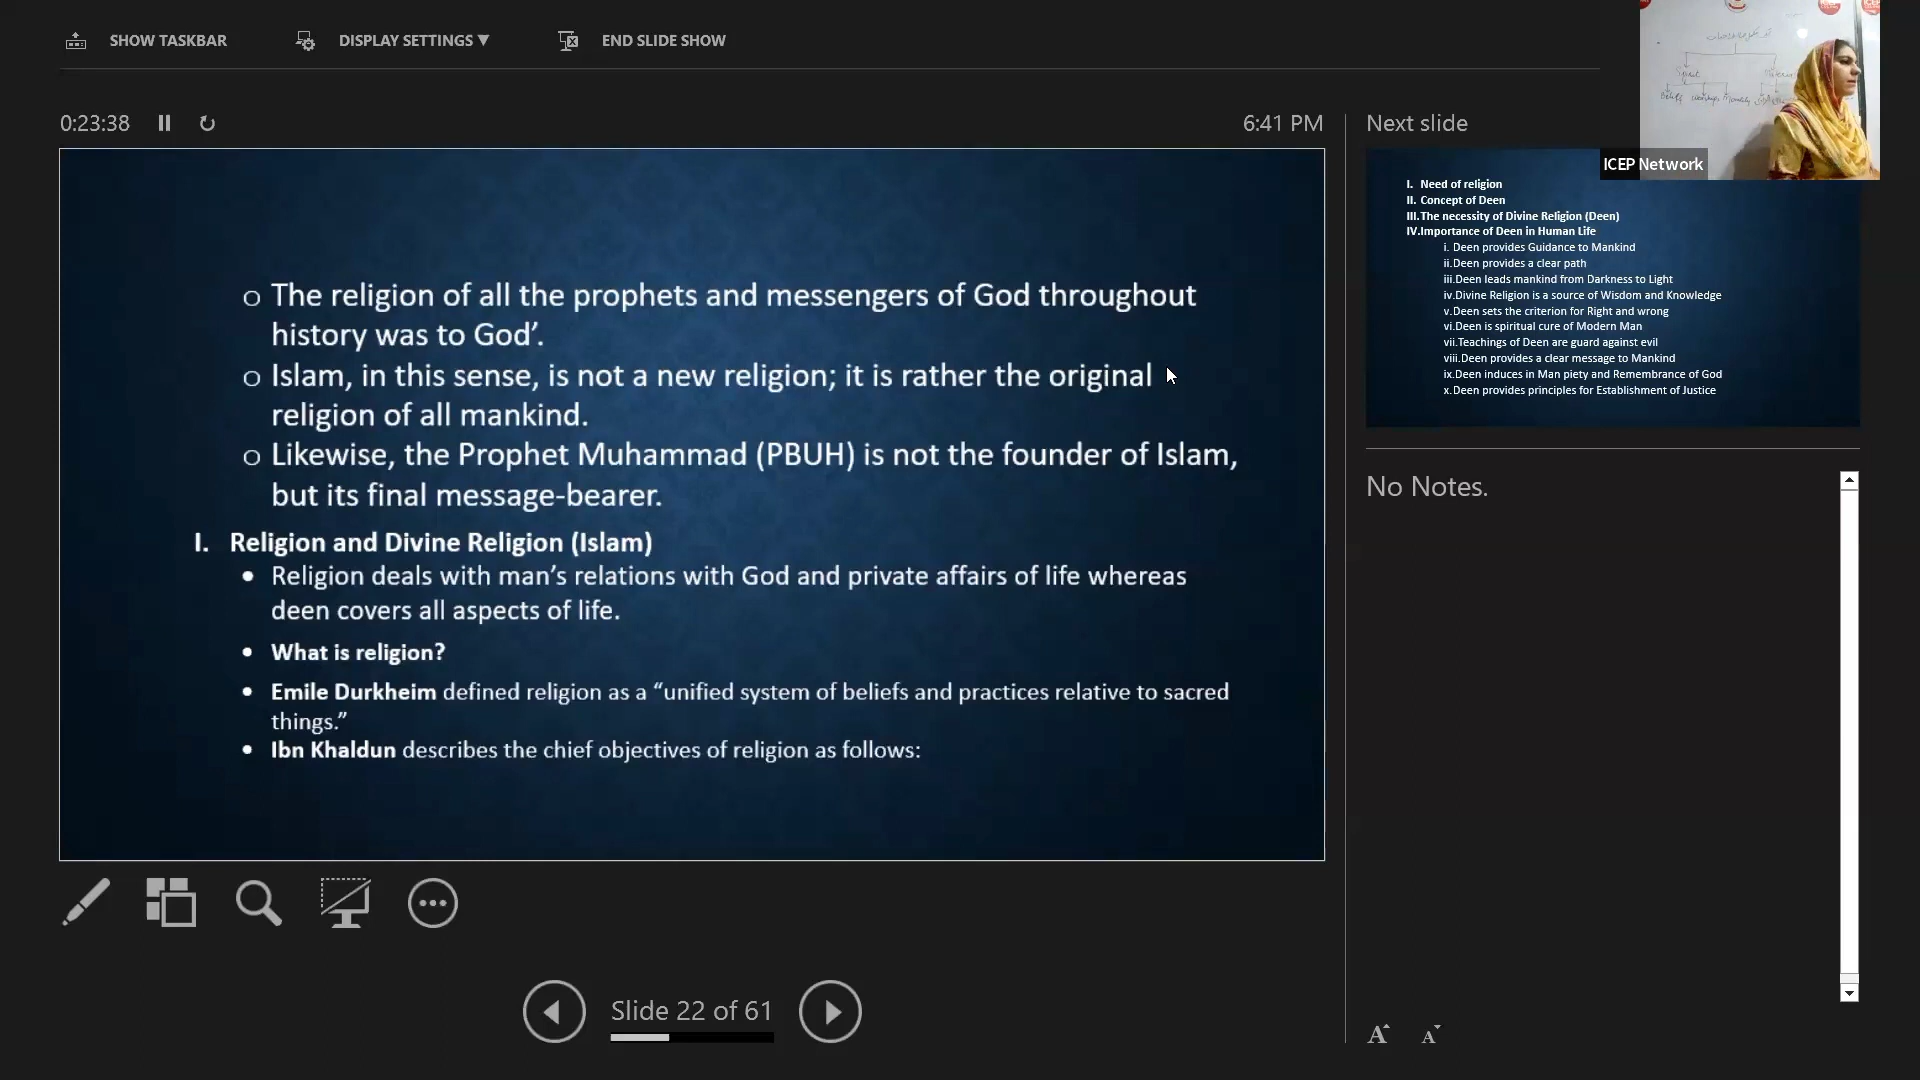 SHOW TASKBAR
DISPLAY SETTINGS ▼
END SLIDE SHOW
0:23:38
6:41 PM
o The religion of all the prophets and messengers of God throughout
history was to God’.
o Islam, in this sense, is not a new religion; it is rather the original
religion of all mankind.
o Likewise, the Prophet Muhammad (PBUH) is not the founder of Islam,
but its final message-bearer.
I. Religion and Divine Religion (Islam)
• Religion deals with man’s relations with God and private affairs of life whereas
deen covers all aspects of life.
• What is religion?
• Emile Durkheim defined religion as a “unified system of beliefs and practices relative to sacred
things.”
• Ibn Khaldun describes the chief objectives of religion as follows:
Slide 22 of 61
Next slide
ICEP Network
I. Need of religion
II. Concept of Deen
III.The necessity of Divine Religion (Deen)
IV.Importance of Deen in Human Life
i. Deen provides Guidance to Mankind
ii.Deen provides a clear path
iii.Deen leads mankind from Darkness to Light
iv.Divine Religion is a source of Wisdom and Knowledge
v.Deen sets the criterion for Right and wrong
vi.Deen is spiritual cure of Modern Man
vii.Teachings of Deen are guard against evil
viii.Deen provides a clear message to Mankind
ix.Deen induces in Man piety and Remembrance of God
x.Deen provides principles for Establishment of Justice
No Notes.
A A